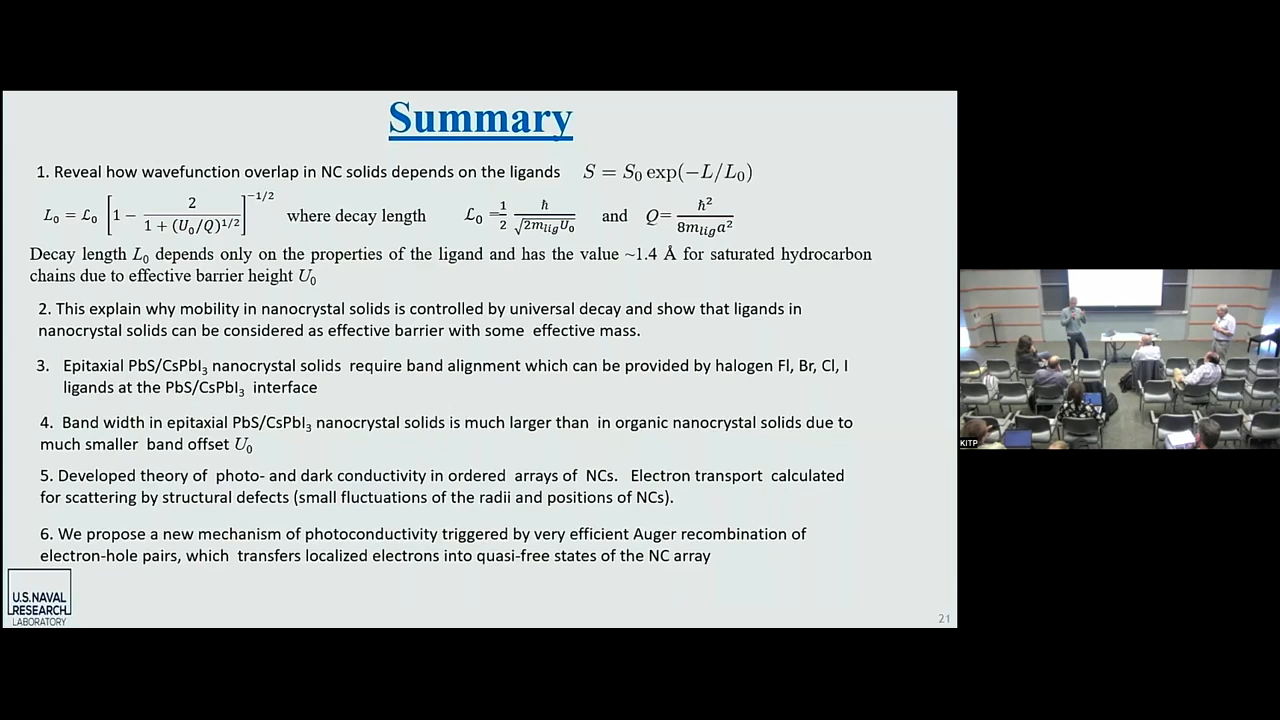 Summary
1. Reveal how wavefunction overlap in NC solids depends on the ligands S = S₀ exp(−L/L₀)
L₀ = ℒ₀ [1 − 2/(1 + (U₀/Q)^1/2)]^−1/2 where decay length ℒ₀ = 1/2 ħ/√(2m_lig U₀) and Q= ħ²/(8m_lig a²)
Decay length L₀ depends only on the properties of the ligand and has the value ~1.4 Å for saturated hydrocarbon
chains due to effective barrier height U₀
2. This explain why mobility in nanocrystal solids is controlled by universal decay and show that ligands in
nanocrystal solids can be considered as effective barrier with some effective mass.
3. Epitaxial PbS/CsPbI₃ nanocrystal solids require band alignment which can be provided by halogen Fl, Br, Cl, I
ligands at the PbS/CsPbI₃ interface
4. Band width in epitaxial PbS/CsPbI₃ nanocrystal solids is much larger than in organic nanocrystal solids due to
much smaller band offset U₀
5. Developed theory of photo- and dark conductivity in ordered arrays of NCs. Electron transport calculated
for scattering by structural defects (small fluctuations of the radii and positions of NCs).
6. We propose a new mechanism of photoconductivity triggered by very efficient Auger recombination of
electron-hole pairs, which transfers localized electrons into quasi-free states of the NC array
U.S. NAVAL
RESEARCH
LABORATORY
21
KITP